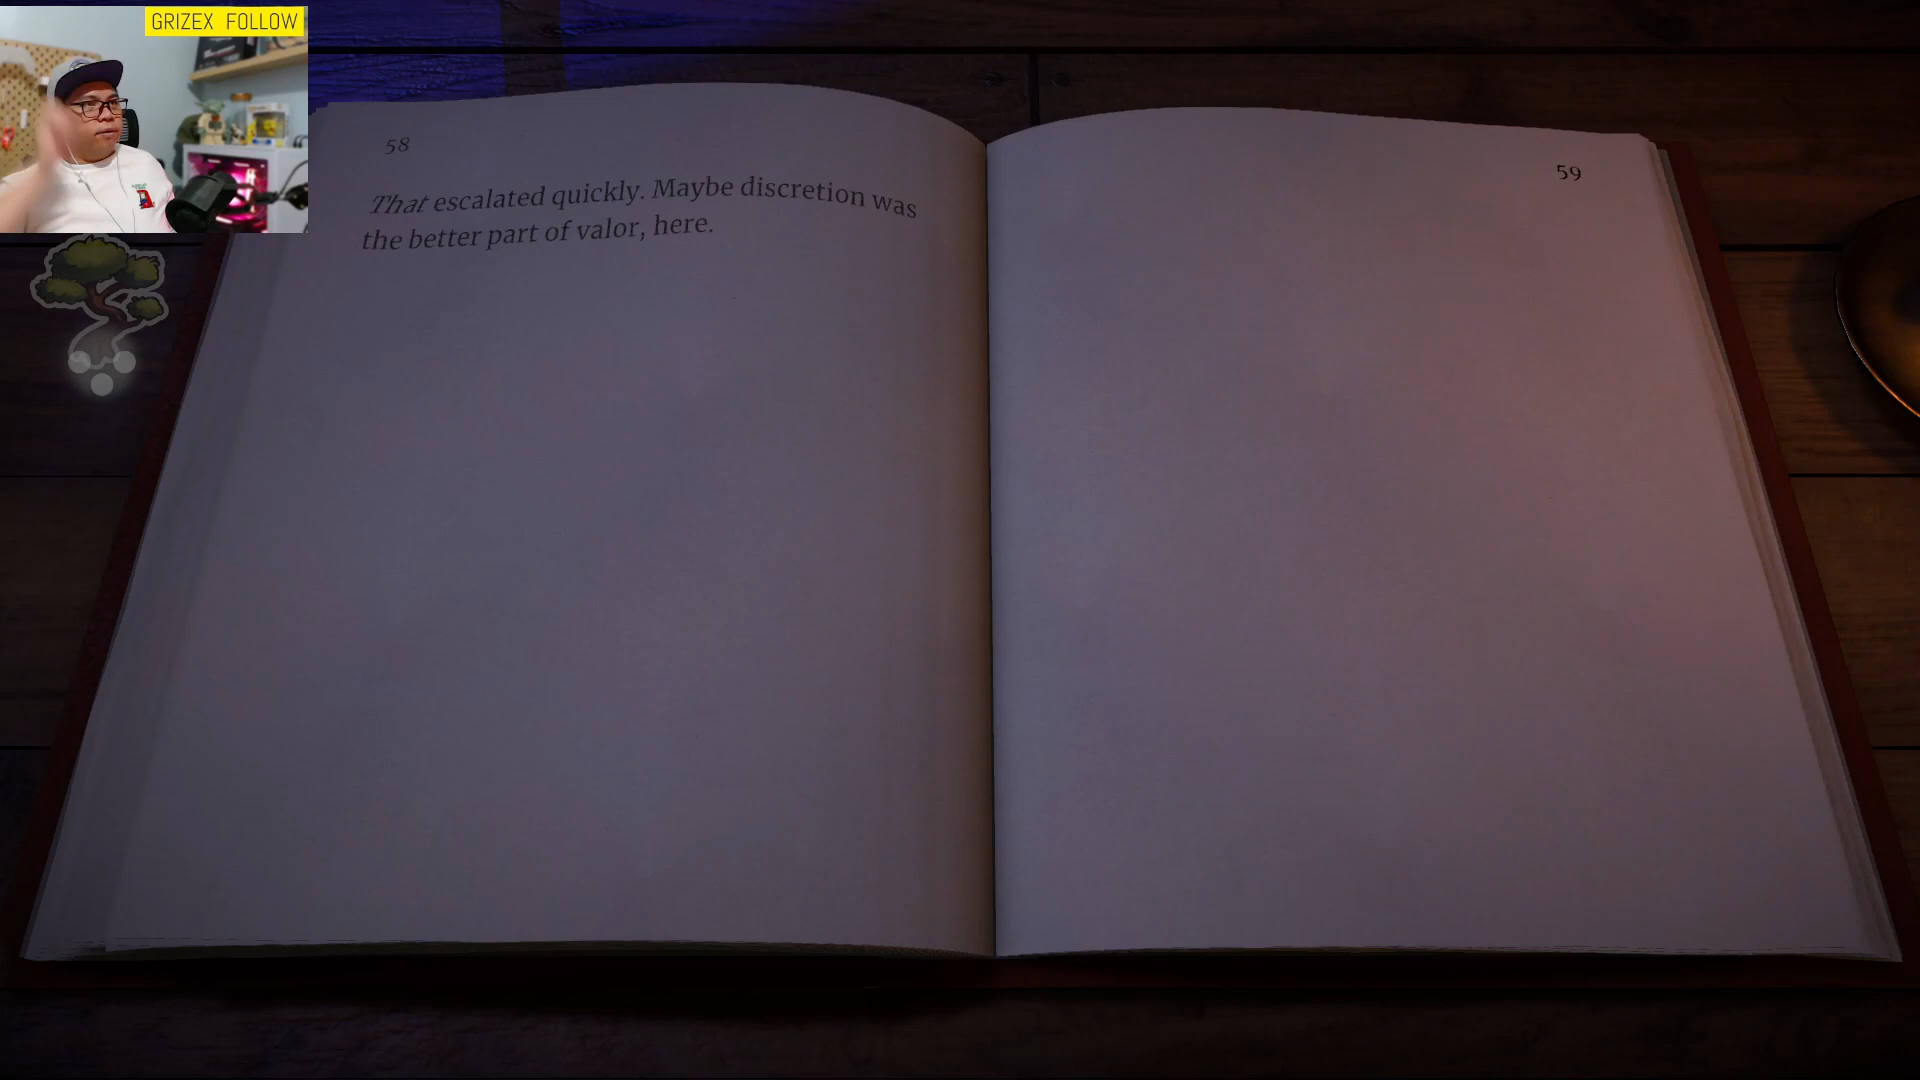 GRIZEX FOLLOW
58
That escalated quickly. Maybe discretion was
the better part of valor, here.
59